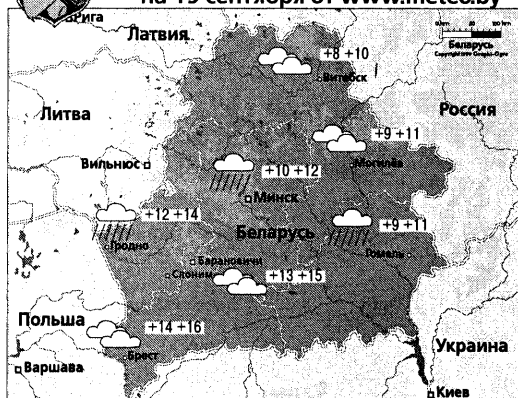 на 19 сентября от www.meteo.by
Рига
Латвия
+8 +10
Беларусь
Витебск
Литва
Россия
+9 +11
Могилёв
Вильнюс
+10 +12
Минск
+12 +14
Гродно
+9 +11
Беларусь
Гомель
Барановичи
Слоним
+13 +15
Польша
+14 +16
Брест
Украина
Варшава
Киев